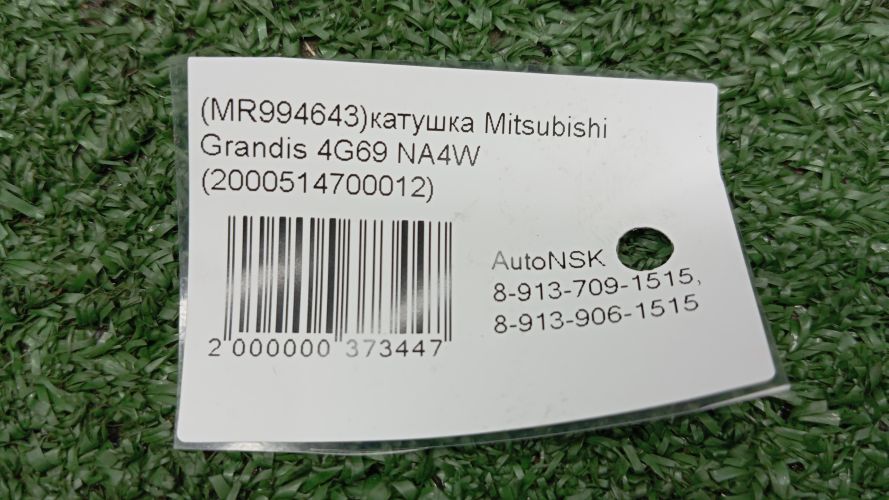 (MR994643)катушка Mitsubishi
Grandis 4G69 NA4W
(2000514700012)
AutoNSK
8-913-709-1515,
8-913-906-1515
2 000000 373447